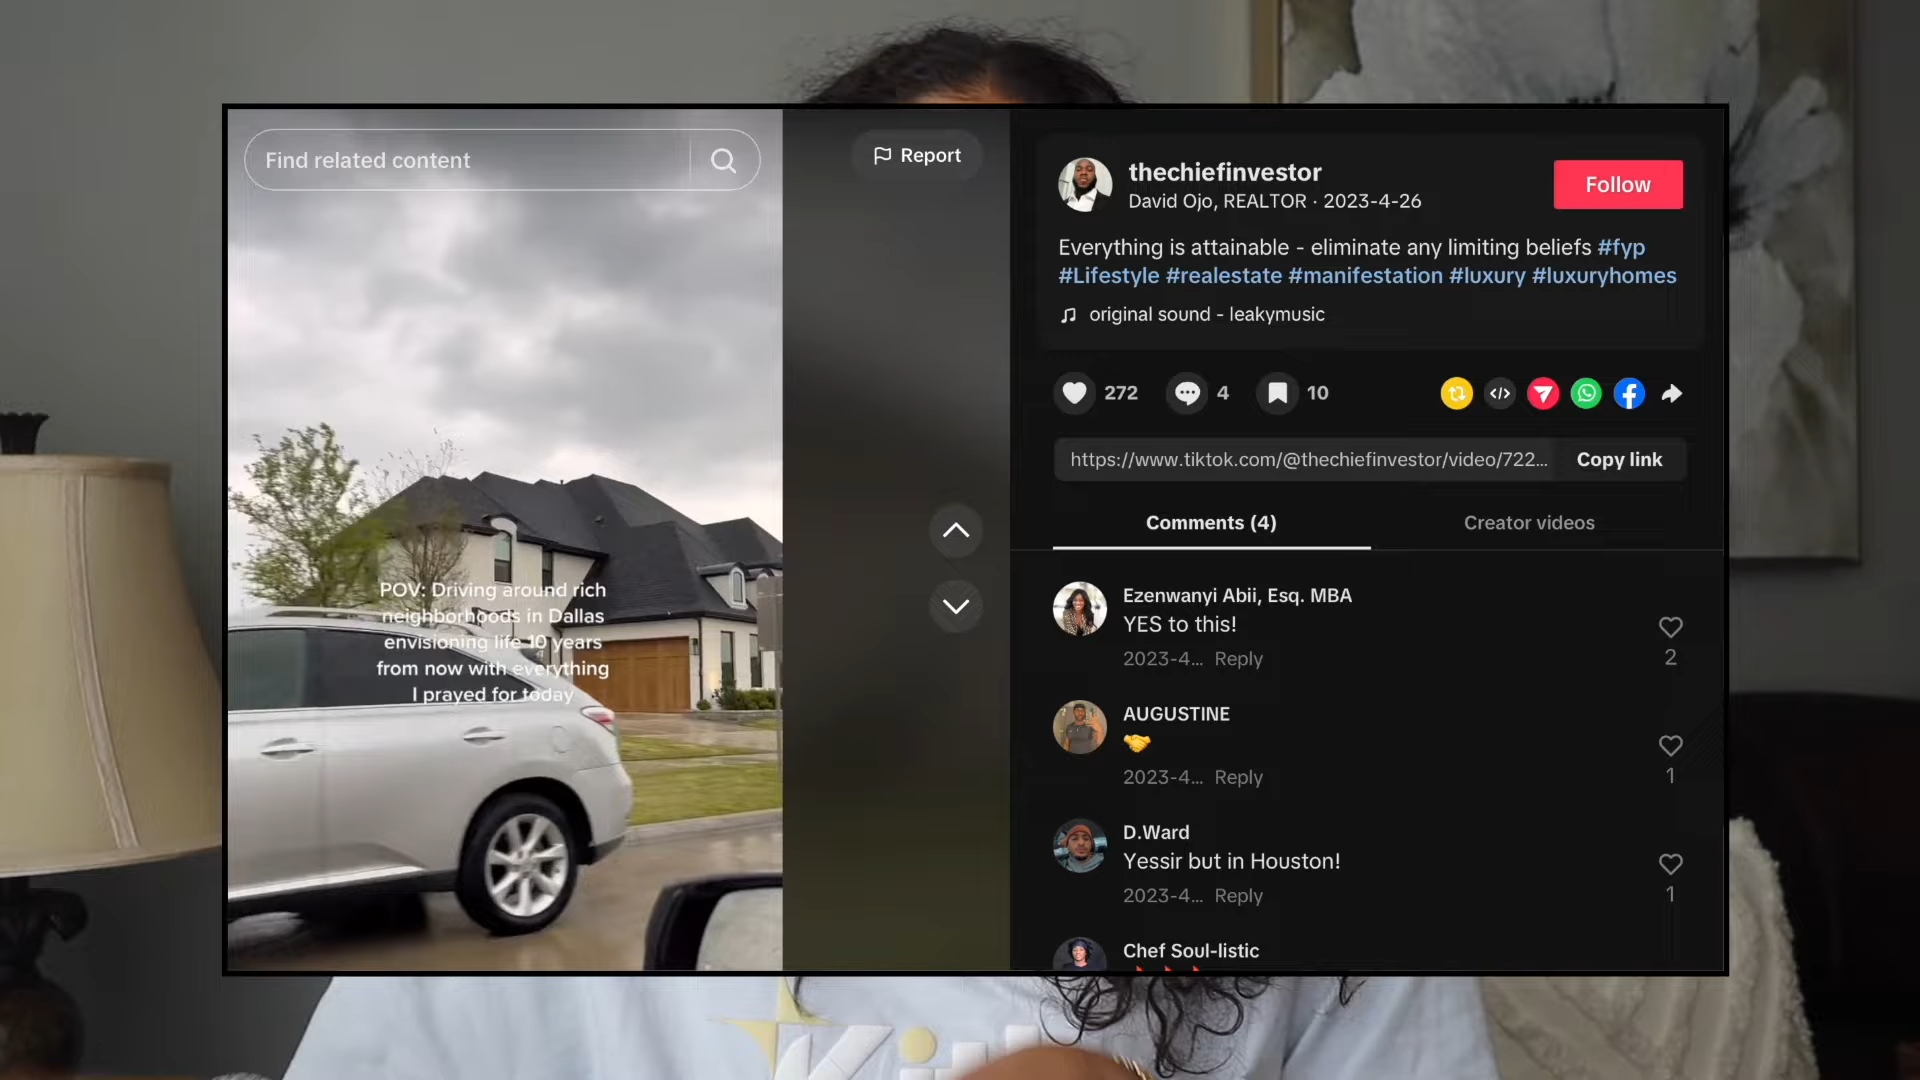 Find related content
Report
POV: Driving around rich
neighborhoods in Dallas
envisioning life 10 years
from now with everything
I prayed for today
thechiefinvestor
David Ojo, REALTOR · 2023-4-26
Follow
Everything is attainable - eliminate any limiting beliefs #fyp
#Lifestyle #realestate #manifestation #luxury #luxuryhomes
original sound - leakymusic
272
4
10
https://www.tiktok.com/@thechiefinvestor/video/722...
Copy link
Comments (4)
Creator videos
Ezenwanyi Abii, Esq. MBA
YES to this!
2023-4... Reply
2
AUGUSTINE
🤝
2023-4... Reply
1
D.Ward
Yessir but in Houston!
2023-4... Reply
1
Chef Soul-listic